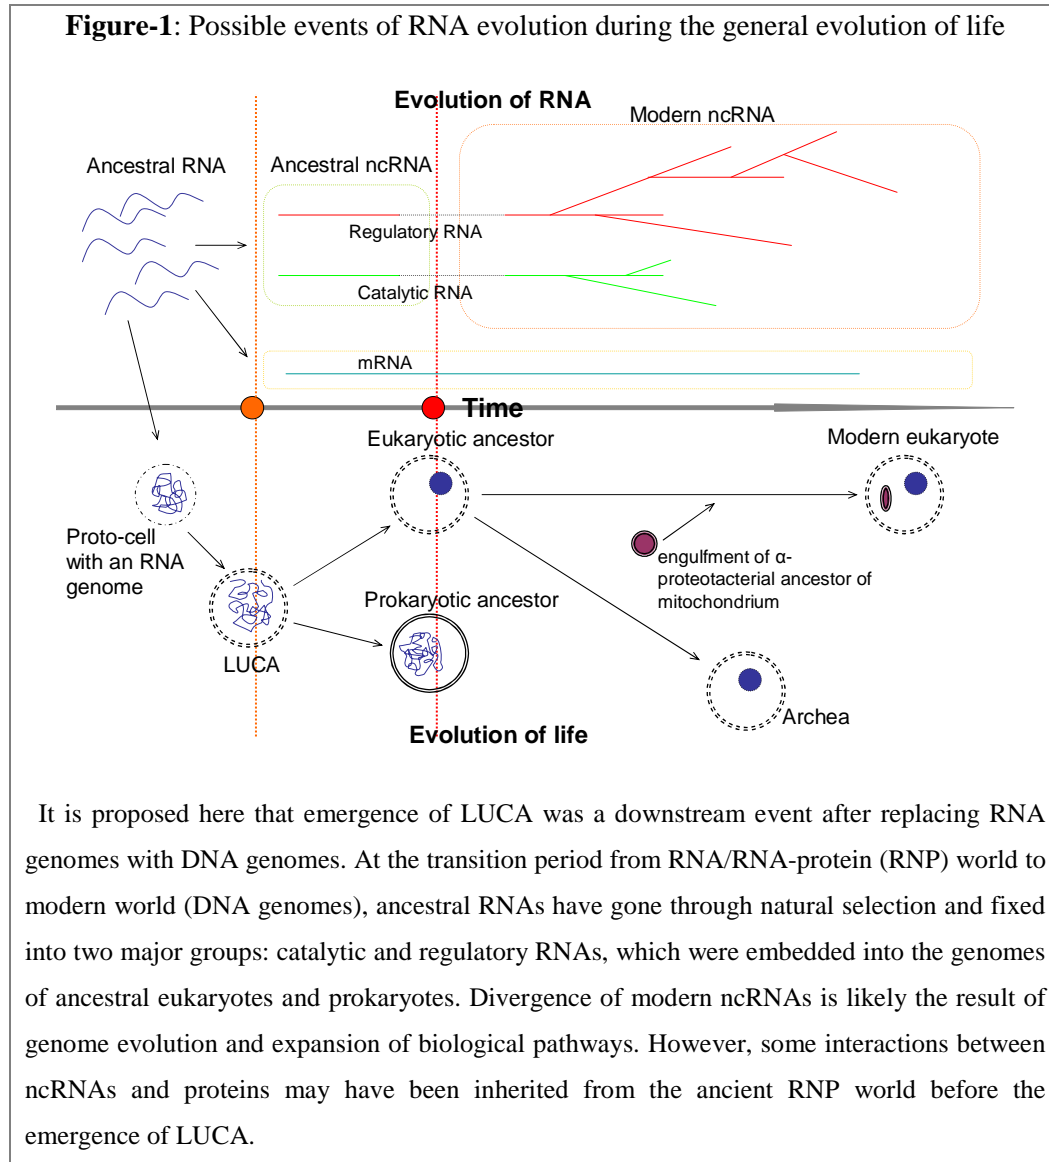 Figure-1: Possible events of RNA evolution during the general evolution of life
Evolution of RNA
Modern ncRNA
Ancestral RNA
Ancestral ncRNA
Regulatory RNA
Catalytic RNA
mRNA
Time
Eukaryotic ancestor
Modern eukaryote
Proto-cell
with an RNA
genome
engulfment of α-
proteotacterial ancestor of
mitochondrium
Prokaryotic ancestor
LUCA
Archea
Evolution of life
It is proposed here that emergence of LUCA was a downstream event after replacing RNA
genomes with DNA genomes. At the transition period from RNA/RNA-protein (RNP) world to
modern world (DNA genomes), ancestral RNAs have gone through natural selection and fixed
into two major groups: catalytic and regulatory RNAs, which were embedded into the genomes
of ancestral eukaryotes and prokaryotes. Divergence of modern ncRNAs is likely the result of
genome evolution and expansion of biological pathways. However, some interactions between
ncRNAs and proteins may have been inherited from the ancient RNP world before the
emergence of LUCA.